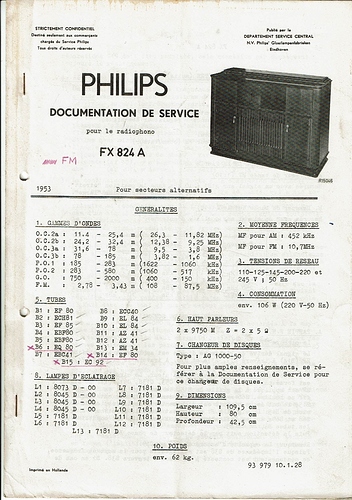 STRICTEMENT CONFIDENTIEL
Destiné seulement aux commerçants
chargés du Service Philips
Tous droits d'auteurs réservés
Publié par le
DEPARTEMENT SERVICE CENTRAL
N.V. Philips' Gloeilampenfabrieken
Eindhoven
PHILIPS
DOCUMENTATION DE SERVICE
pour le radiophono
FX 824 A
FM
1953
Pour secteurs alternatifs
GENERALITES
1. GAMMES D'ONDES
O.C.2a : 11.4 - 25,4 m ( 26,3 - 11,82 MHz)
O.C.2b : 24,2 - 32,4 m ( 12,38 - 9,25 MHz)
O.C.3a : 31,6 - 78 m ( 9,5 - 3,8 MHz)
O.C.3b : 78 - 185 m ( 3,82 - 1,6 MHz)
P.O.1 : 185 - 283 m (1622 - 1060 kHz)
P.O.2 : 283 - 580 m (1060 - 517 kHz)
G.O. : 750 - 2000 m ( 400 - 150 kHz)
F.M. : 2,78 - 3,43 m ( 108 - 87,5 MHz)
2. MOYENNE FREQUENCES
MF pour AM : 452 kHz
MF pour FM : 10,7MHz
3. TENSIONS DE RESEAU
110-125-145-200-220 et
245 V : 50 Hz
4. CONSOMMATION
env. 106 W (220 V-50 Hz)
5. TUBES
B1 : EF 80 B8 : ECC40
B2 : ECH81 B9 : EL 84
B3 : EF 85 B10 : EL 84
B4 : EBF80 B11 : AZ 41
B5 : EBF80 B12 : AZ 41
B6 : EQ 80 B13 : EM 34
B7 : EBC41 B14 : EF 80
B15 : EC 92
6. HAUT PARLEURS
2 x 9750 M Z = 2 x 5 Ω
7. CHANGEUR DE DISQUES
Type : AG 1000-50
Pour plus amples renseignements, se ré-
férer à la Documentation de Service pour
ce changeur de disques.
8. LAMPES D'ECLAIRAGE
L1 : 8073 D - 00 L7 : 7181 D
L2 : 8045 D - 00 L8 : 7181 D
L3 : 8045 D - 00 L9 : 7181 D
L4 : 8045 D - 00 L10 : 7181 D
L5 : 7181 D L11 : 7181 D
L6 : 7181 D L12 : 7181 D
L13 : 7181 D
9. DIMENSIONS
Largeur : 109,5 cm
Hauteur : 80 cm
Profondeur : 42,5 cm
10. POIDS
env. 62 kg.
93 979 10.1.28
Imprimé en Hollande